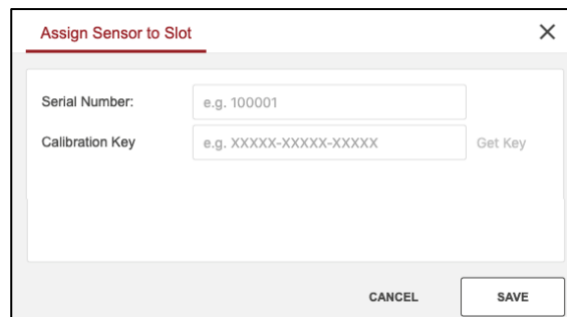 Assign Sensor to Slot
Serial Number: e.g. 100001
Calibration Key e.g. XXXXX-XXXXX-XXXXX Get Key
CANCEL SAVE